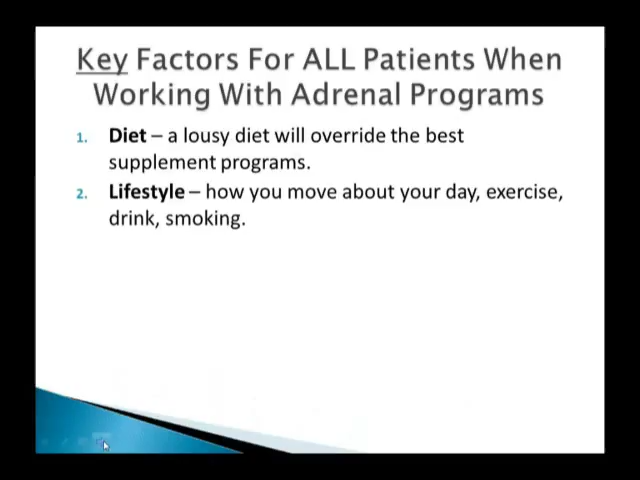 Key Factors For ALL Patients When
Working With Adrenal Programs
1. Diet – a lousy diet will override the best
supplement programs.
2. Lifestyle – how you move about your day, exercise,
drink, smoking.